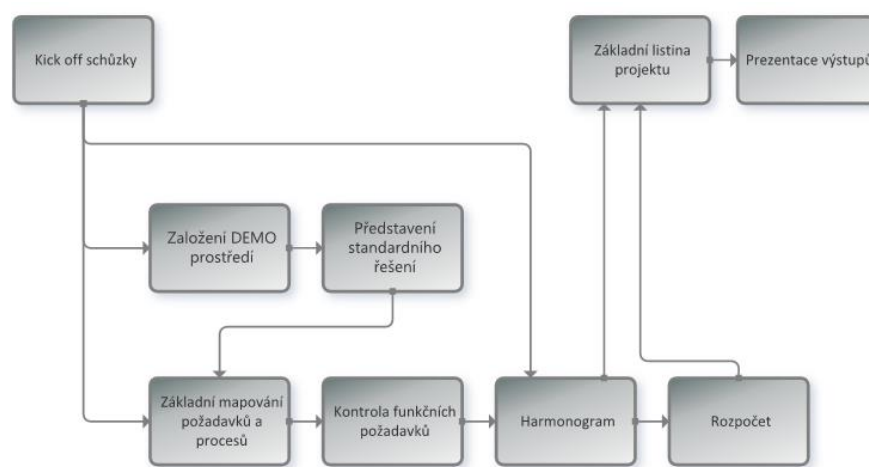 Kick off schůzky
Základní listina
projektu
Prezentace výstupů
Založení DEMO
prostředí
Představení
standardního
řešení
Základní mapování
požadavků a
procesů
Kontrola funkčních
požadavků
Harmonogram
Rozpočet